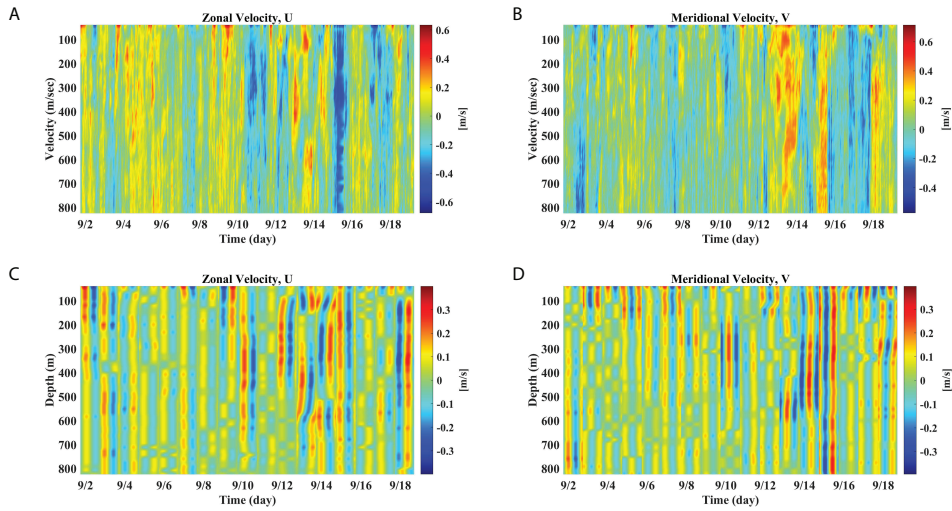 A
Zonal Velocity, U
Velocity (m/sec)
100
200
300
400
500
600
700
800
9/2 9/4 9/6 9/8 9/10 9/12 9/14 9/16 9/18
Time (day)
0.6
0.4
0.2
0
-0.2
-0.4
-0.6
[m/s]
B
Meridional Velocity, V
Velocity (m/sec)
100
200
300
400
500
600
700
800
9/2 9/4 9/6 9/8 9/10 9/12 9/14 9/16 9/18
Time (day)
0.6
0.4
0.2
0
-0.2
-0.4
[m/s]
C
Zonal Velocity, U
Depth (m)
100
200
300
400
500
600
700
800
9/2 9/4 9/6 9/8 9/10 9/12 9/14 9/16 9/18
Time (day)
0.3
0.2
0.1
0
-0.1
-0.2
-0.3
[m/s]
D
Meridional Velocity, V
Depth (m)
100
200
300
400
500
600
700
800
9/2 9/4 9/6 9/8 9/10 9/12 9/14 9/16 9/18
Time (day)
0.3
0.2
0.1
0
-0.1
-0.2
-0.3
[m/s]